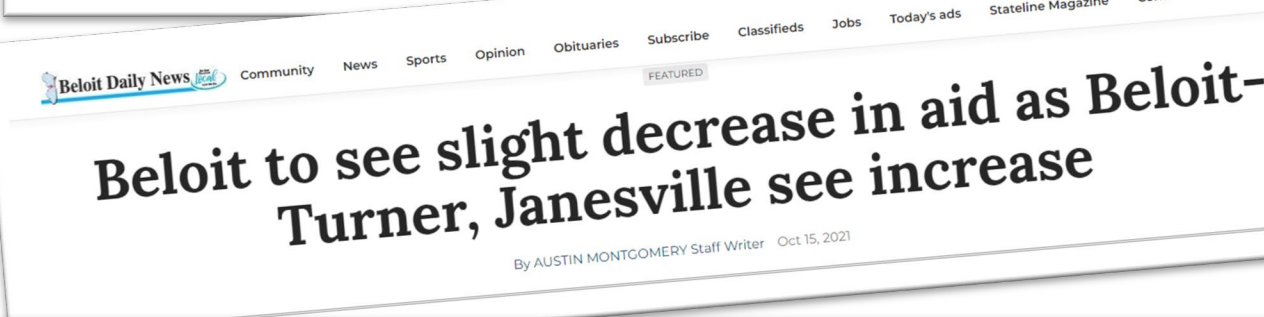 Beloit Daily News local
Community News Sports Opinion Obituaries Subscribe Classifieds Jobs Today's ads Stateline Magazine
FEATURED
Beloit to see slight decrease in aid as Beloit-
Turner, Janesville see increase
By AUSTIN MONTGOMERY Staff Writer Oct 15, 2021